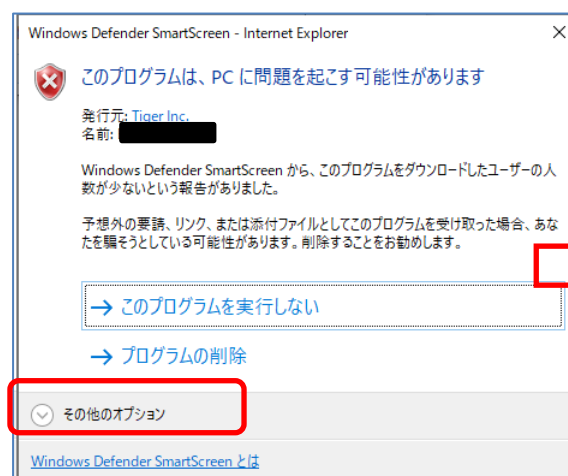 Windows Defender SmartScreen - Internet Explorer
このプログラムは、PC に問題を起こす可能性があります
発行元: Tiger Inc.
名前:
Windows Defender SmartScreen から、このプログラムをダウンロードしたユーザーの人
数が少ないという報告がありました。
予想外の要請、リンク、または添付ファイルとしてこのプログラムを受け取った場合、あな
たを騙そうとしている可能性があります。削除することをお勧めします。
→ このプログラムを実行しない
→ プログラムの削除
その他のオプション
Windows Defender SmartScreen とは